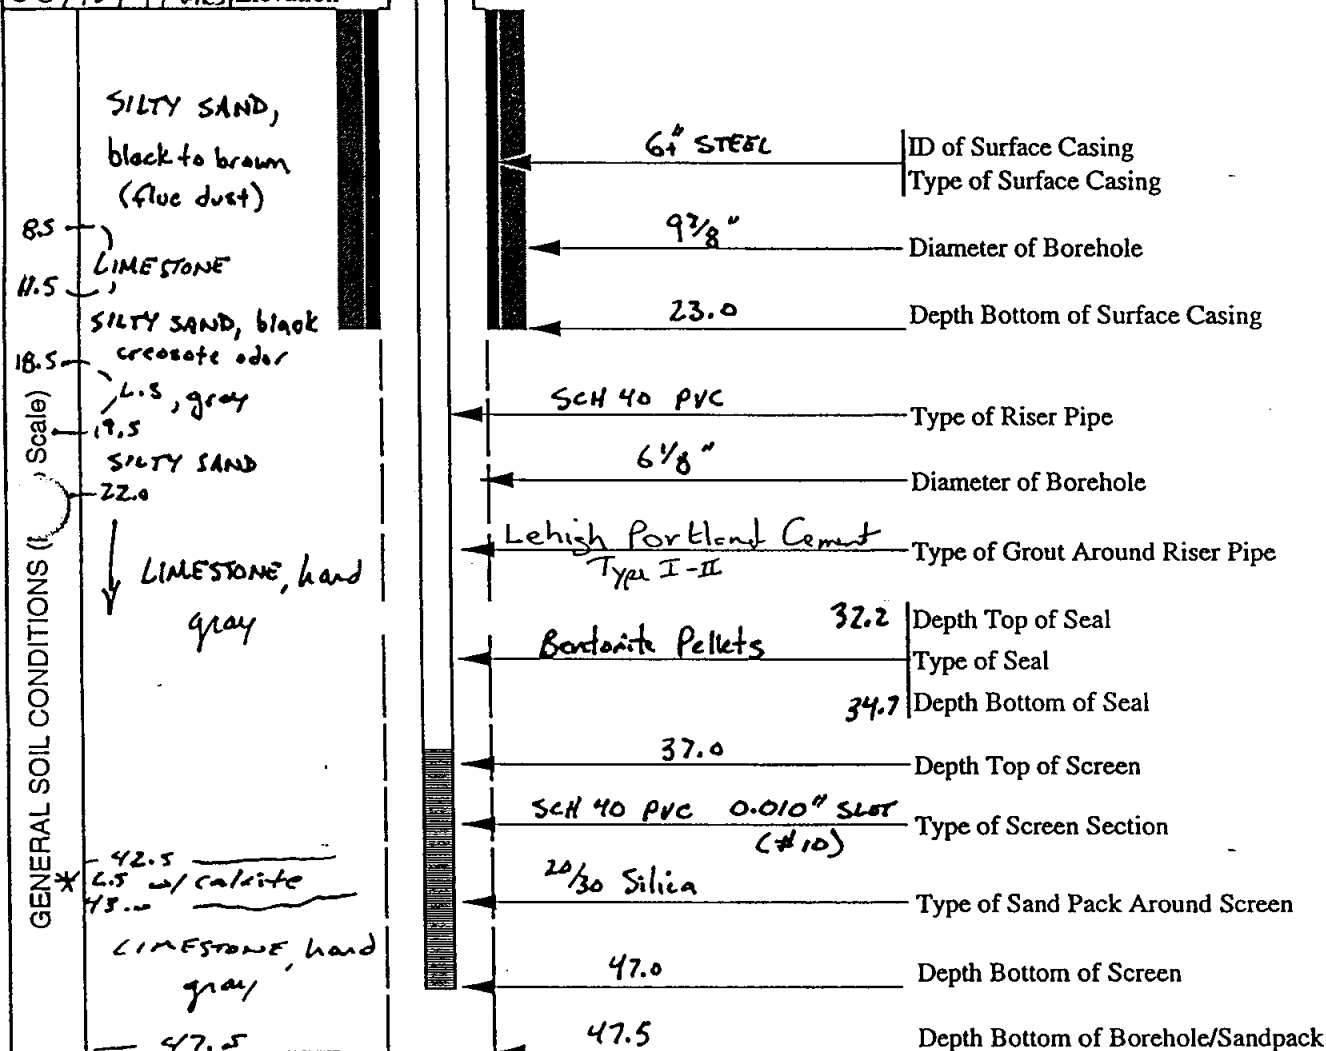 Elevation
SILTY SAND,
black to brown
(flue dust)
8.5
LIMESTONE
11.5
SILTY SAND, black
creosote odor
18.5
L.S, gray
19.5
SILTY SAND
22.0
LIMESTONE, hard
gray
42.5
* L.S w/ calcite
43.0
LIMESTONE, hard
gray
47.5
GENERAL SOIL CONDITIONS
Scale)
6" STEEL
ID of Surface Casing
Type of Surface Casing
9 7/8"
Diameter of Borehole
23.0
Depth Bottom of Surface Casing
SCH 40 PVC
Type of Riser Pipe
6 1/8"
Diameter of Borehole
Lehigh Portland Cement
Type I-II
Type of Grout Around Riser Pipe
32.2 Depth Top of Seal
Bentonite Pellets
Type of Seal
34.7 Depth Bottom of Seal
37.0
Depth Top of Screen
SCH 40 PVC 0.010" SLOT
(#10)
Type of Screen Section
20/30 Silica
Type of Sand Pack Around Screen
47.0
Depth Bottom of Screen
47.5
Depth Bottom of Borehole/Sandpack